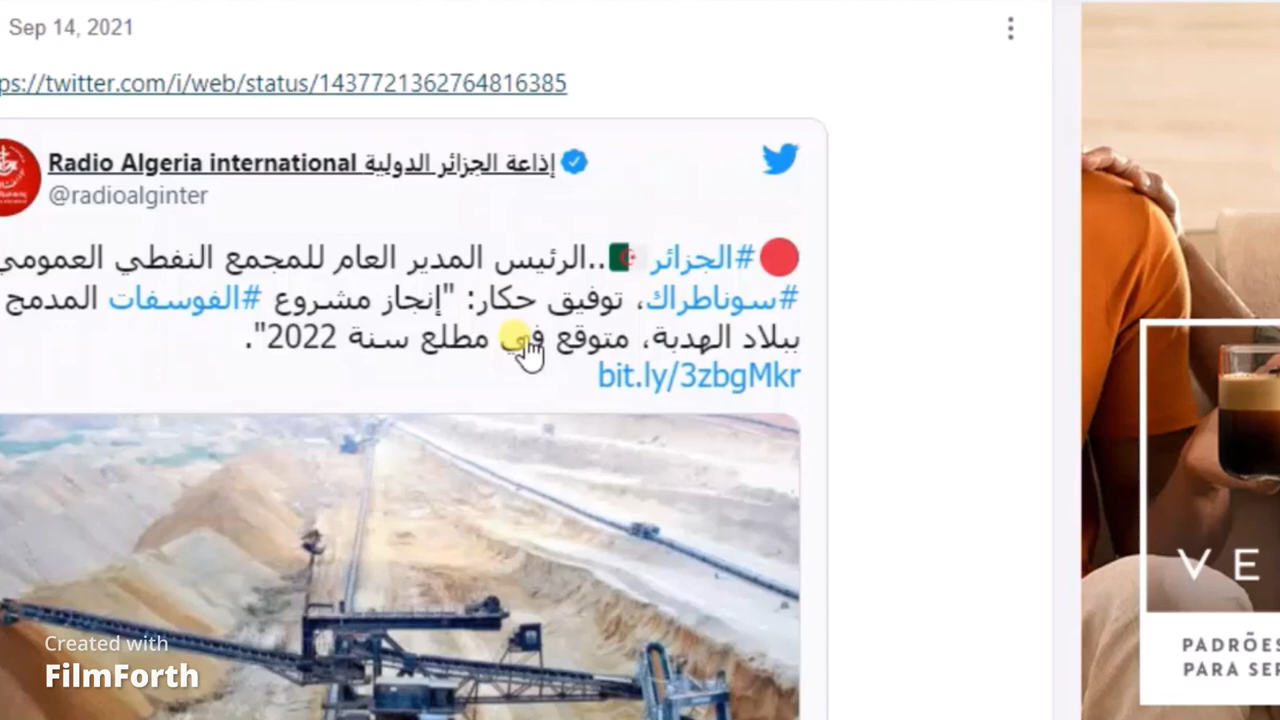 Sep 14, 2021
ps://twitter.com/i/web/status/1437721362764816385
Radio Algeria international إذاعة الجزائر الدولية
@radioalginter
#الجزائر..الرئيس المدير العام للمجمع النفطي العمومي
#سوناطراك، توفيق حكار: "إنجاز مشروع #الفوسفات المدمج
ببلاد الهدبة، متوقع في مطلع سنة 2022".
bit.ly/3zbgMkr
VE
PADRÕES
PARA SER
Created with
FilmForth